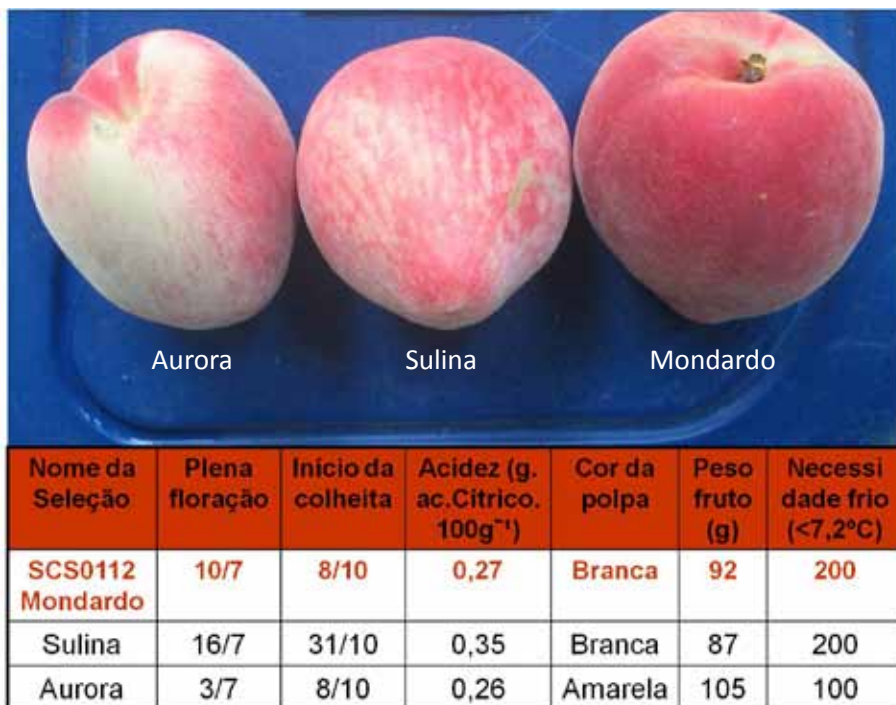 Aurora Sulina Mondardo
Nome da Seleção Plena floração Início da colheita Acidez (g. ac.Cítrico. 100g⁻¹) Cor da polpa Peso fruto (g) Necessi dade frio (<7,2ºC)
SCS0112 Mondardo 10/7 8/10 0,27 Branca 92 200
Sulina 16/7 31/10 0,35 Branca 87 200
Aurora 3/7 8/10 0,26 Amarela 105 100